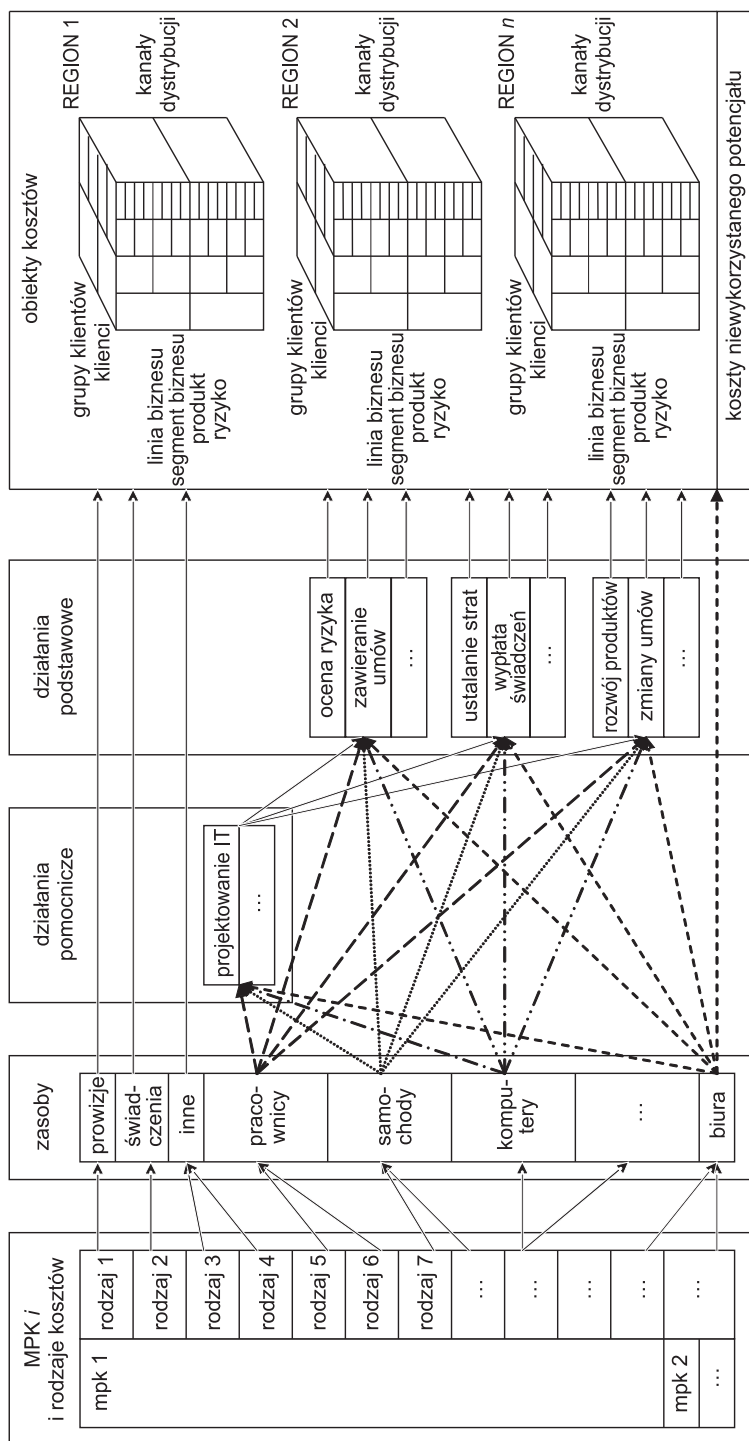 MPK i
i rodzaje kosztów
mpk 1
mpk 2
...
rodzaj 1
rodzaj 2
rodzaj 3
rodzaj 4
rodzaj 5
rodzaj 6
rodzaj 7
...
...
...
...
...
zasoby
prowizje
świad-
czenia
inne
praco-
wnicy
samo-
chody
kompu-
tery
...
biura
działania
pomocnicze
projektowanie IT
...
działania
podstawowe
ocena ryzyka
zawieranie
umów
...
ustalanie strat
wypłata
świadczeń
...
rozwój produktów
zmiany umów
...
obiekty kosztów
REGION 1
kanały
dystrybucji
grupy klientów
klienci
linia biznesu
segment biznesu
produkt
ryzyko
REGION 2
kanały
dystrybucji
grupy klientów
klienci
linia biznesu
segment biznesu
produkt
ryzyko
REGION n
kanały
dystrybucji
grupy klientów
klienci
linia biznesu
segment biznesu
produkt
ryzyko
koszty niewykorzystanego potencjału